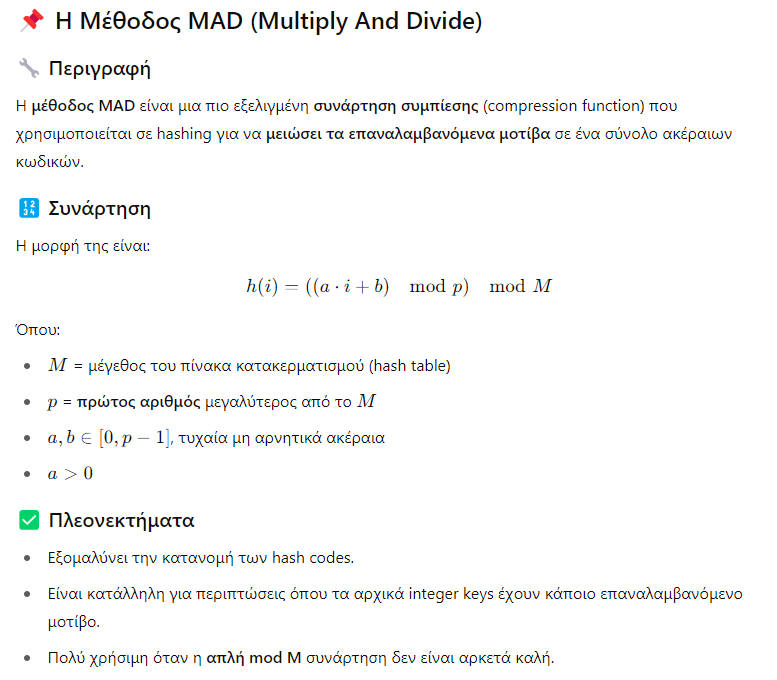 📌 Η Μέθοδος MAD (Multiply And Divide)
🔧 Περιγραφή
Η μέθοδος MAD είναι μια πιο εξελιγμένη συνάρτηση συμπίεσης (compression function) που
χρησιμοποιείται σε hashing για να μειώσει τα επαναλαμβανόμενα μοτίβα σε ένα σύνολο ακέραιων
κωδικών.
🔢 Συνάρτηση
Η μορφή της είναι:
h(i) = ((a · i + b) mod p) mod M
Όπου:
• M = μέγεθος του πίνακα κατακερματισμού (hash table)
• p = πρώτος αριθμός μεγαλύτερος από το M
• a, b ∈ [0, p − 1], τυχαία μη αρνητικά ακέραια
• a > 0
✅ Πλεονεκτήματα
• Εξομαλύνει την κατανομή των hash codes.
• Είναι κατάλληλη για περιπτώσεις όπου τα αρχικά integer keys έχουν κάποιο επαναλαμβανόμενο
μοτίβο.
• Πολύ χρήσιμη όταν η απλή mod M συνάρτηση δεν είναι αρκετά καλή.